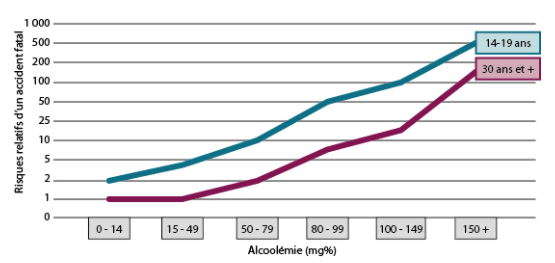 Risques relatifs d'un accident fatal
1 000
500
200
100
50
25
10
5
2
1
0
14-19 ans
30 ans et +
0 - 14
15 - 49
50 - 79
80 - 99
100 - 149
150 +
Alcoolémie (mg%)